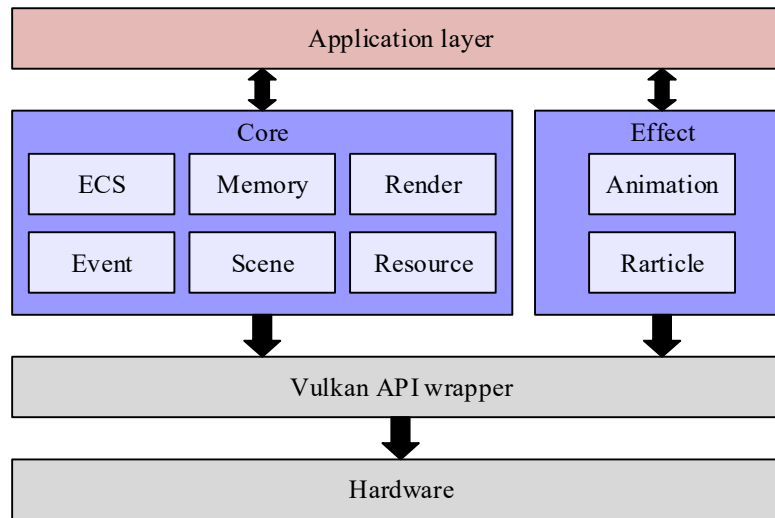 Application layer
Core
Effect
ECS
Memory
Render
Animation
Event
Scene
Resource
Rarticle
Vulkan API wrapper
Hardware